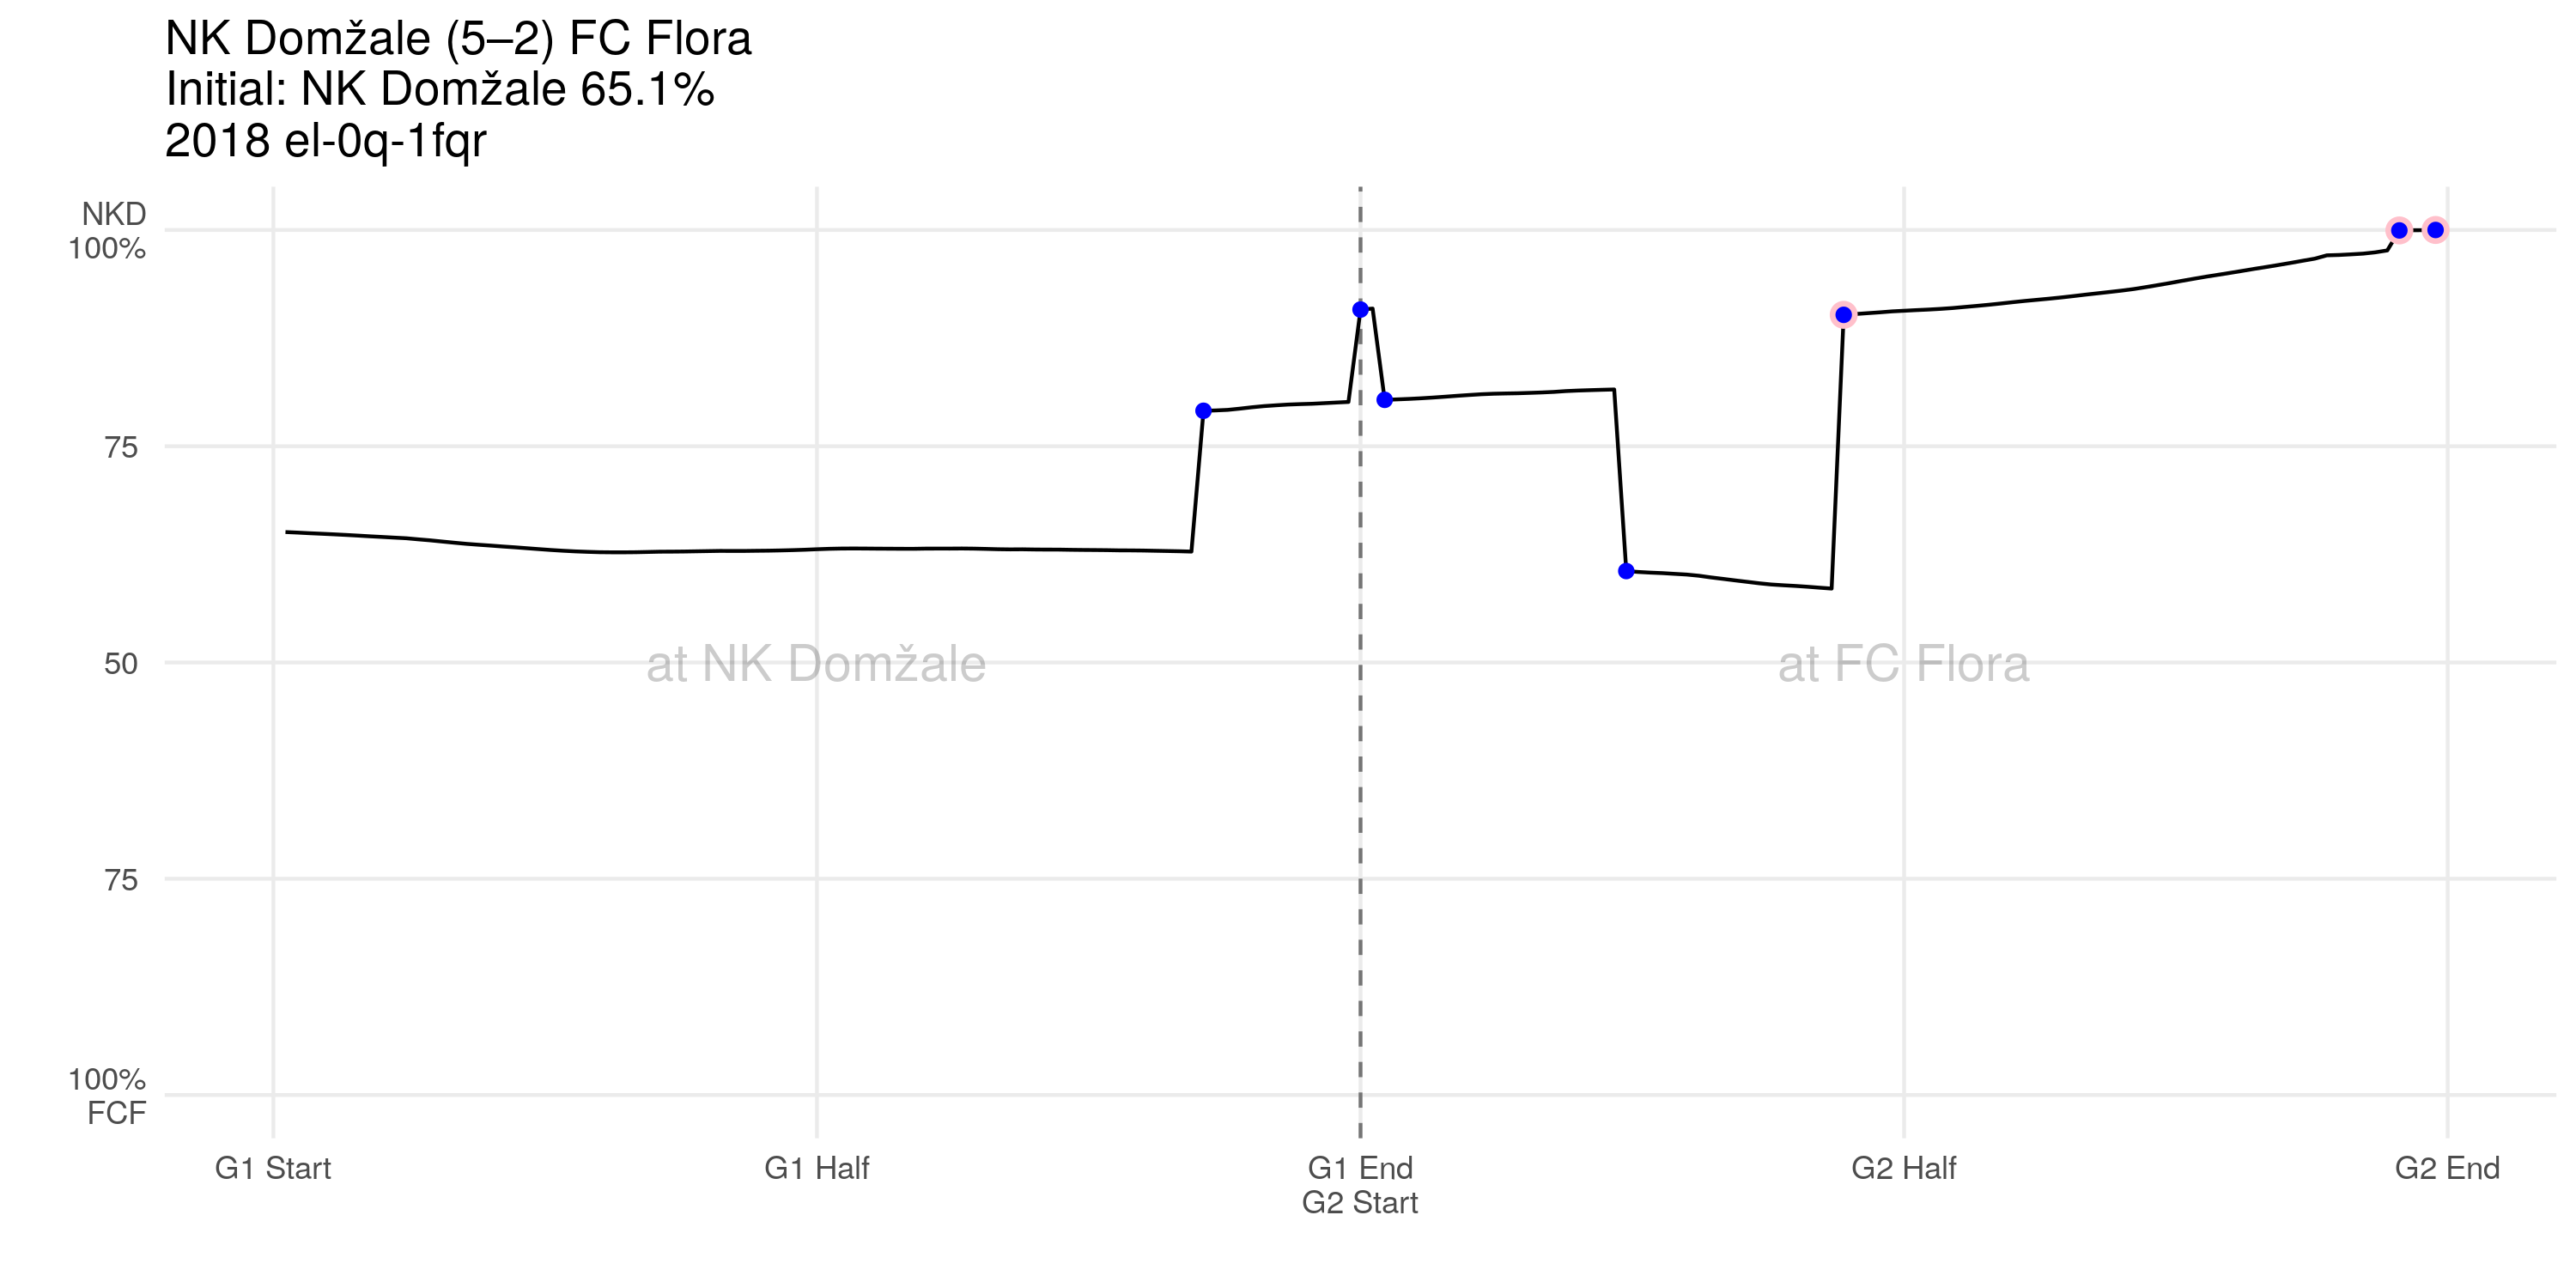 NK Domžale (5–2) FC Flora
Initial: NK Domžale 65.1%
2018 el-0q-1fqr
NKD
100%
75
50
75
100%
FCF
at NK Domžale
at FC Flora
G1 Start
G1 Half
G1 End
G2 Start
G2 Half
G2 End